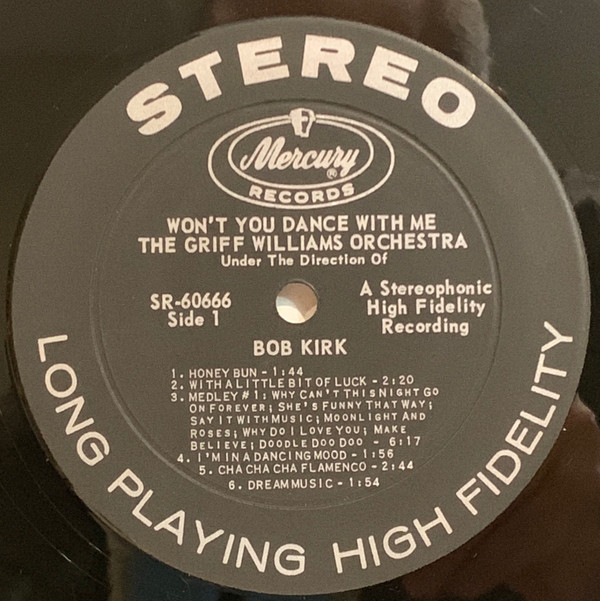 STEREO
Mercury
®
RECORDS
WON'T YOU DANCE WITH ME
THE GRIFF WILLIAMS ORCHESTRA
Under The Direction Of
SR-60666
Side 1
A Stereophonic
High Fidelity
Recording
BOB KIRK
1. HONEY BUN - 1:44
2. WITH A LITTLE BIT OF LUCK - 2:20
3. MEDLEY #1: WHY CAN'T THIS NIGHT GO
ON FOREVER; SHE'S FUNNY THAT WAY;
SAY IT WITH MUSIC; MOONLIGHT AND
ROSES; WHY DO I LOVE YOU; MAKE
BELIEVE; DOODLE DOO DOO - 6:17
4. I'M IN A DANCING MOOD - 1:56
5. CHA CHA CHA FLAMENCO - 2:44
6. DREAM MUSIC - 1:54
LONG PLAYING HIGH FIDELITY